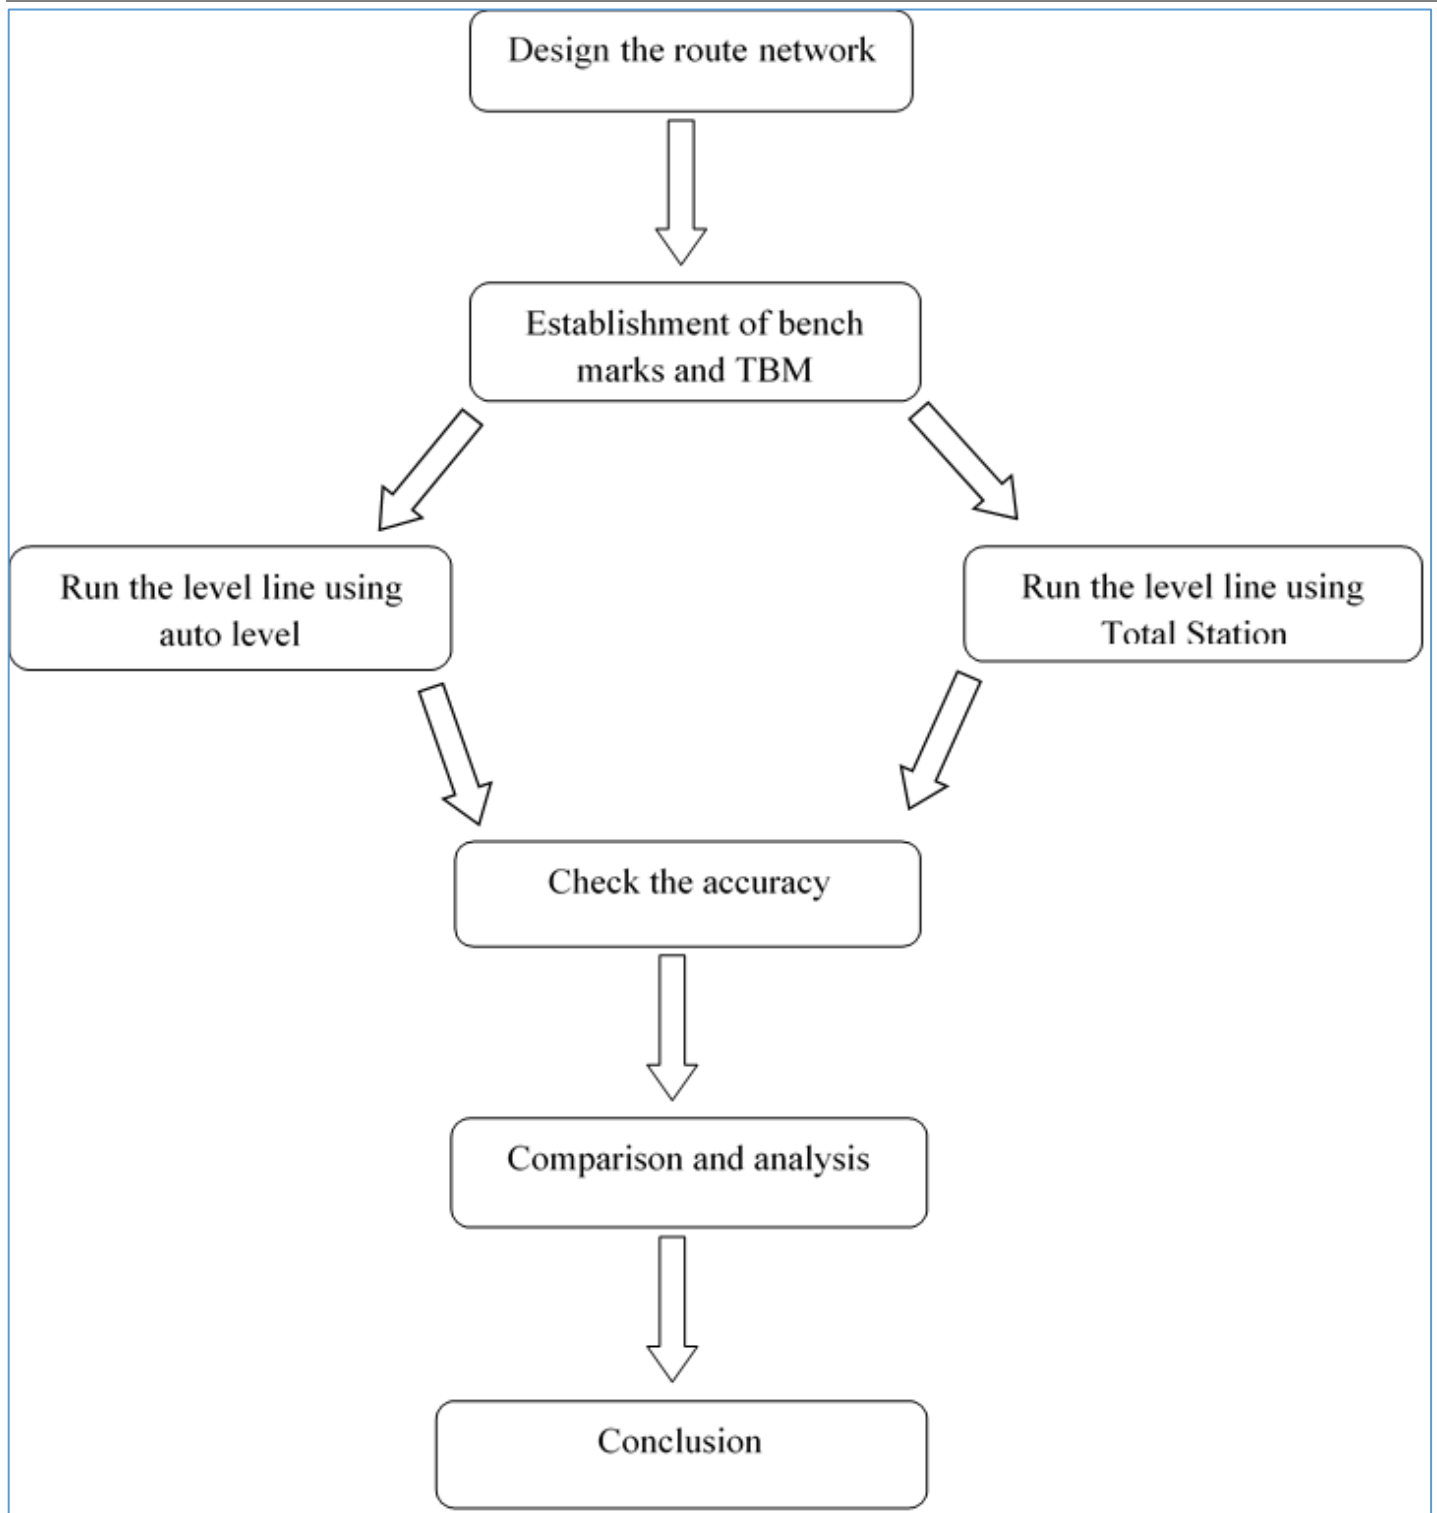 Design the route network
Establishment of bench
marks and TBM
Run the level line using
auto level
Run the level line using
Total Station
Check the accuracy
Comparison and analysis
Conclusion